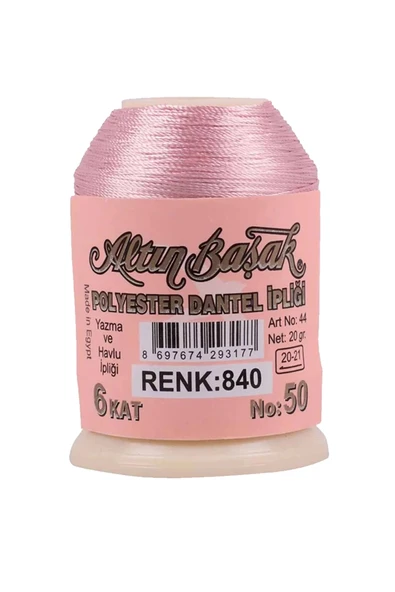 Altın Başak
POLYESTER DANTEL İPLİĞİ
Made in Egypt
Yazma
ve
Havlu
İpliği
8 697674 293177
Art No: 44
Net: 20 gr.
20-21
RENK:840
6 KAT
No: 50